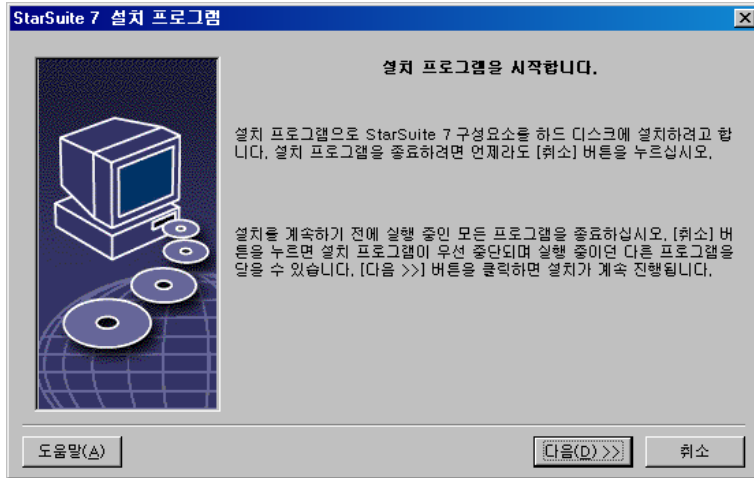 StarSuite 7 설치 프로그램
설치 프로그램을 시작합니다.
설치 프로그램으로 StarSuite 7 구성요소를 하드 디스크에 설치하려고 합
니다. 설치 프로그램을 종료하려면 언제라도 [취소] 버튼을 누르십시오.
설치를 계속하기 전에 실행 중인 모든 프로그램을 종료하십시오. [취소] 버
튼을 누르면 설치 프로그램이 우선 중단되며 실행 중이던 다른 프로그램을
닫을 수 있습니다. [다음 >>] 버튼을 클릭하면 설치가 계속 진행됩니다.
도움말(A)
다음(D) >>
취소